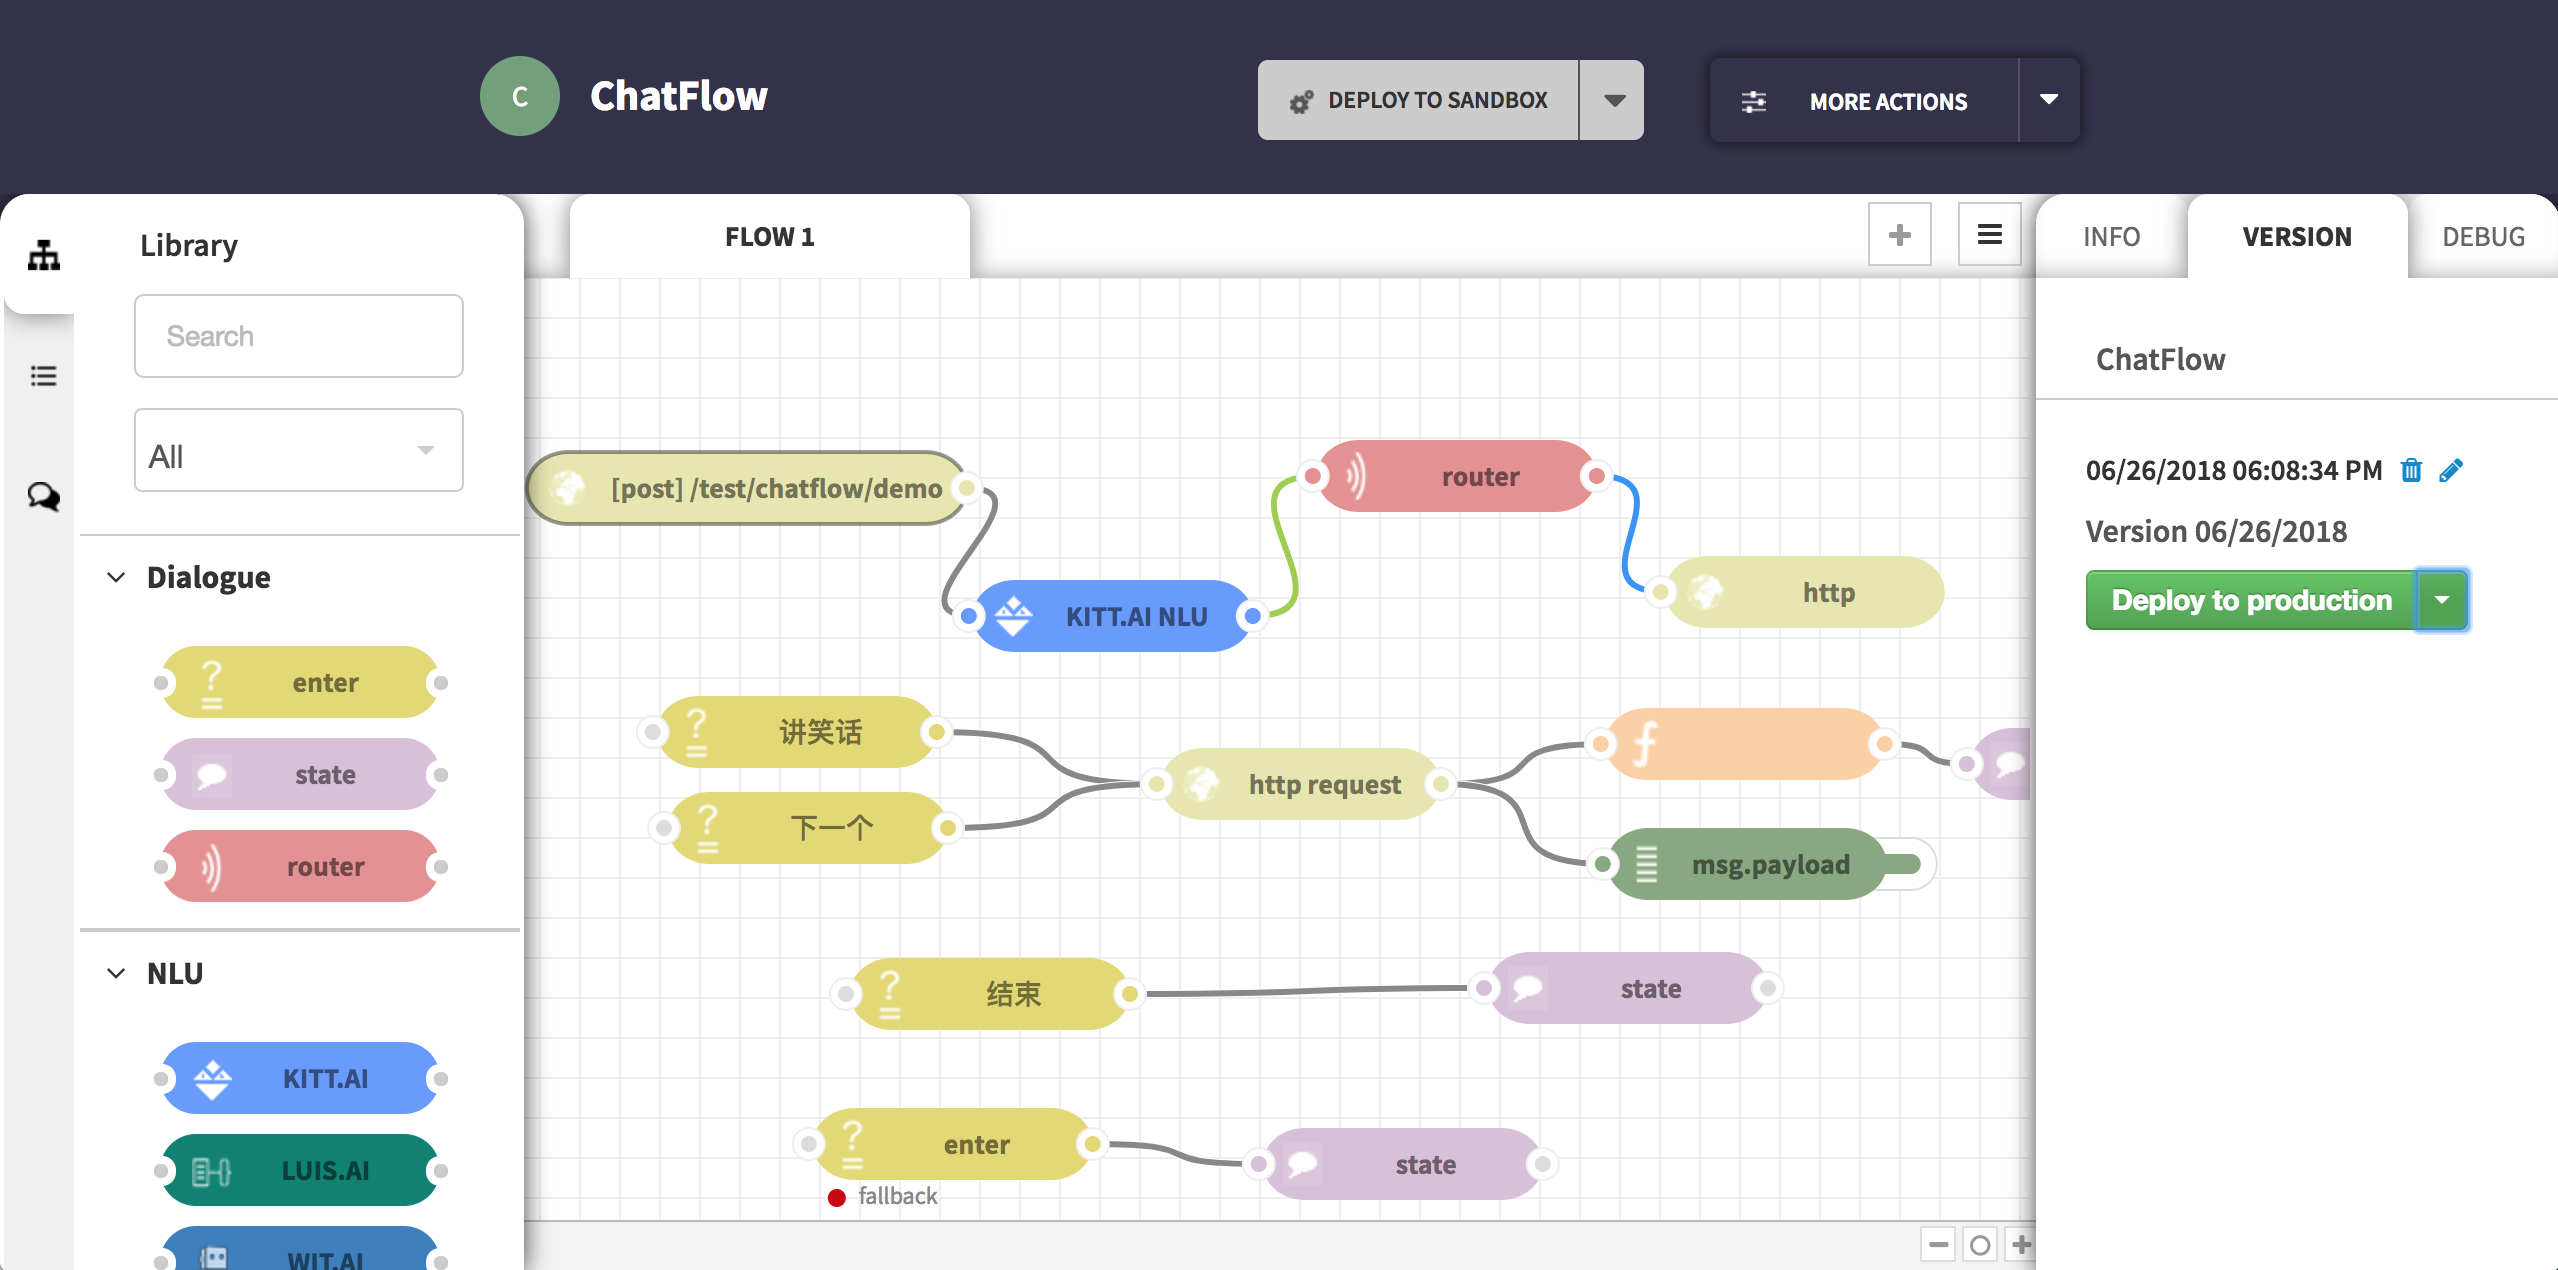 C
ChatFlow
DEPLOY TO SANDBOX
MORE ACTIONS
Library
Search
All
Dialogue
enter
state
router
NLU
KITT.AI
LUIS.AI
WIT.AI
FLOW 1
[post] /test/chatflow/demo
router
KITT.AI NLU
http
讲笑话
下一个
http request
msg.payload
结束
state
enter
fallback
state
INFO
VERSION
DEBUG
ChatFlow
06/26/2018 06:08:34 PM
Version 06/26/2018
Deploy to production